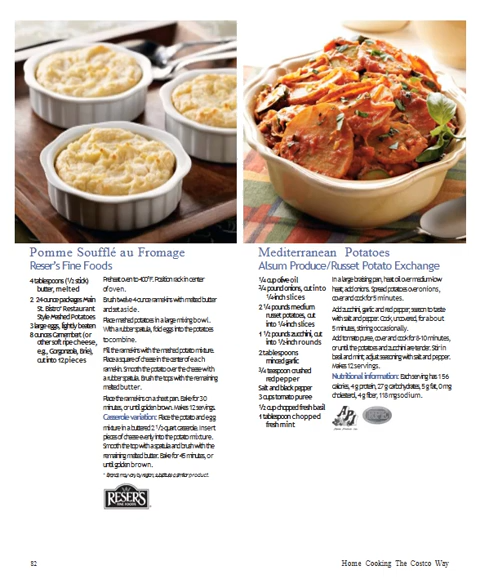 Pomme Soufflé au Fromage
Reser's Fine Foods
4 tablespoons (½ stick)
butter, melted
2 24-ounce packages Main
St. Bistro* Restaurant
Style Mashed Potatoes
3 large eggs, lightly beaten
8 ounces Camembert (or
other soft ripe cheese,
e.g., Gorgonzola, Brie),
cut into 12 pieces
Preheat oven to 400°F. Position rack in center
of oven.
Brush twelve 4-ounce ramekins with melted butter
and set aside.
Place mashed potatoes in a large mixing bowl.
With a rubber spatula, fold eggs into the potatoes
to combine.
Fill the ramekins with the mashed potato mixture.
Place a square of cheese in the center of each
ramekin. Smooth the potato over the cheese with
a rubber spatula. Brush the tops with the remaining
melted butter.
Place the ramekins on a sheet pan. Bake for 30
minutes, or until golden brown. Makes 12 servings.
Casserole variation: Place the potato and egg
mixture in a buttered 2 ½-quart casserole. Insert
pieces of cheese evenly into the potato mixture.
Smooth the top with a spatula and brush with the
remaining melted butter. Bake for 45 minutes, or
until golden brown.
* Brands may vary by region; substitute a similar product.
RESER'S
FINE FOODS
Mediterranean Potatoes
Alsum Produce/Russet Potato Exchange
¼ cup olive oil
¾ pound onions, cut into
¼-inch slices
2 ¼ pounds medium
russet potatoes, cut
into ¼-inch slices
1 ½ pounds zucchini, cut
into ½-inch rounds
2 tablespoons
minced garlic
¾ teaspoon crushed
red pepper
Salt and black pepper
3 cups tomato puree
½ cup chopped fresh basil
1 tablespoon chopped
fresh mint
In a large braising pan, heat oil over medium-low
heat; add onions. Spread potatoes over onions,
cover and cook for 5 minutes.
Add zucchini, garlic and red pepper; season to taste
with salt and pepper. Cook, uncovered, for about
5 minutes, stirring occasionally.
Add tomato puree, cover and cook for 8-10 minutes,
or until the potatoes and zucchini are tender. Stir in
basil and mint; adjust seasoning with salt and pepper.
Makes 12 servings.
Nutritional information: Each serving has 156
calories, 4 g protein, 27 g carbohydrates, 5 g fat, 0 mg
cholesterol, 4 g fiber, 118 mg sodium.
82
Home Cooking The Costco Way